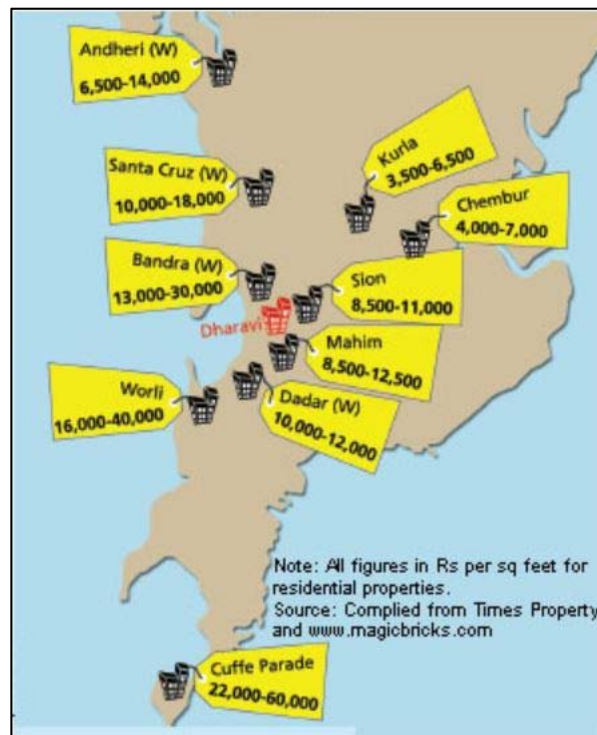 Andheri (W)
6,500-14,000
Kurla
3,500-6,500
Santa Cruz (W)
10,000-18,000
Chembur
4,000-7,000
Bandra (W)
13,000-30,000
Sion
8,500-11,000
Dharavi
Mahim
8,500-12,500
Worli
16,000-40,000
Dadar (W)
10,000-12,000
Note: All figures in Rs per sq feet for
residential properties.
Source: Complied from Times Property
and www.magicbricks.com
Cuffe Parade
22,000-60,000